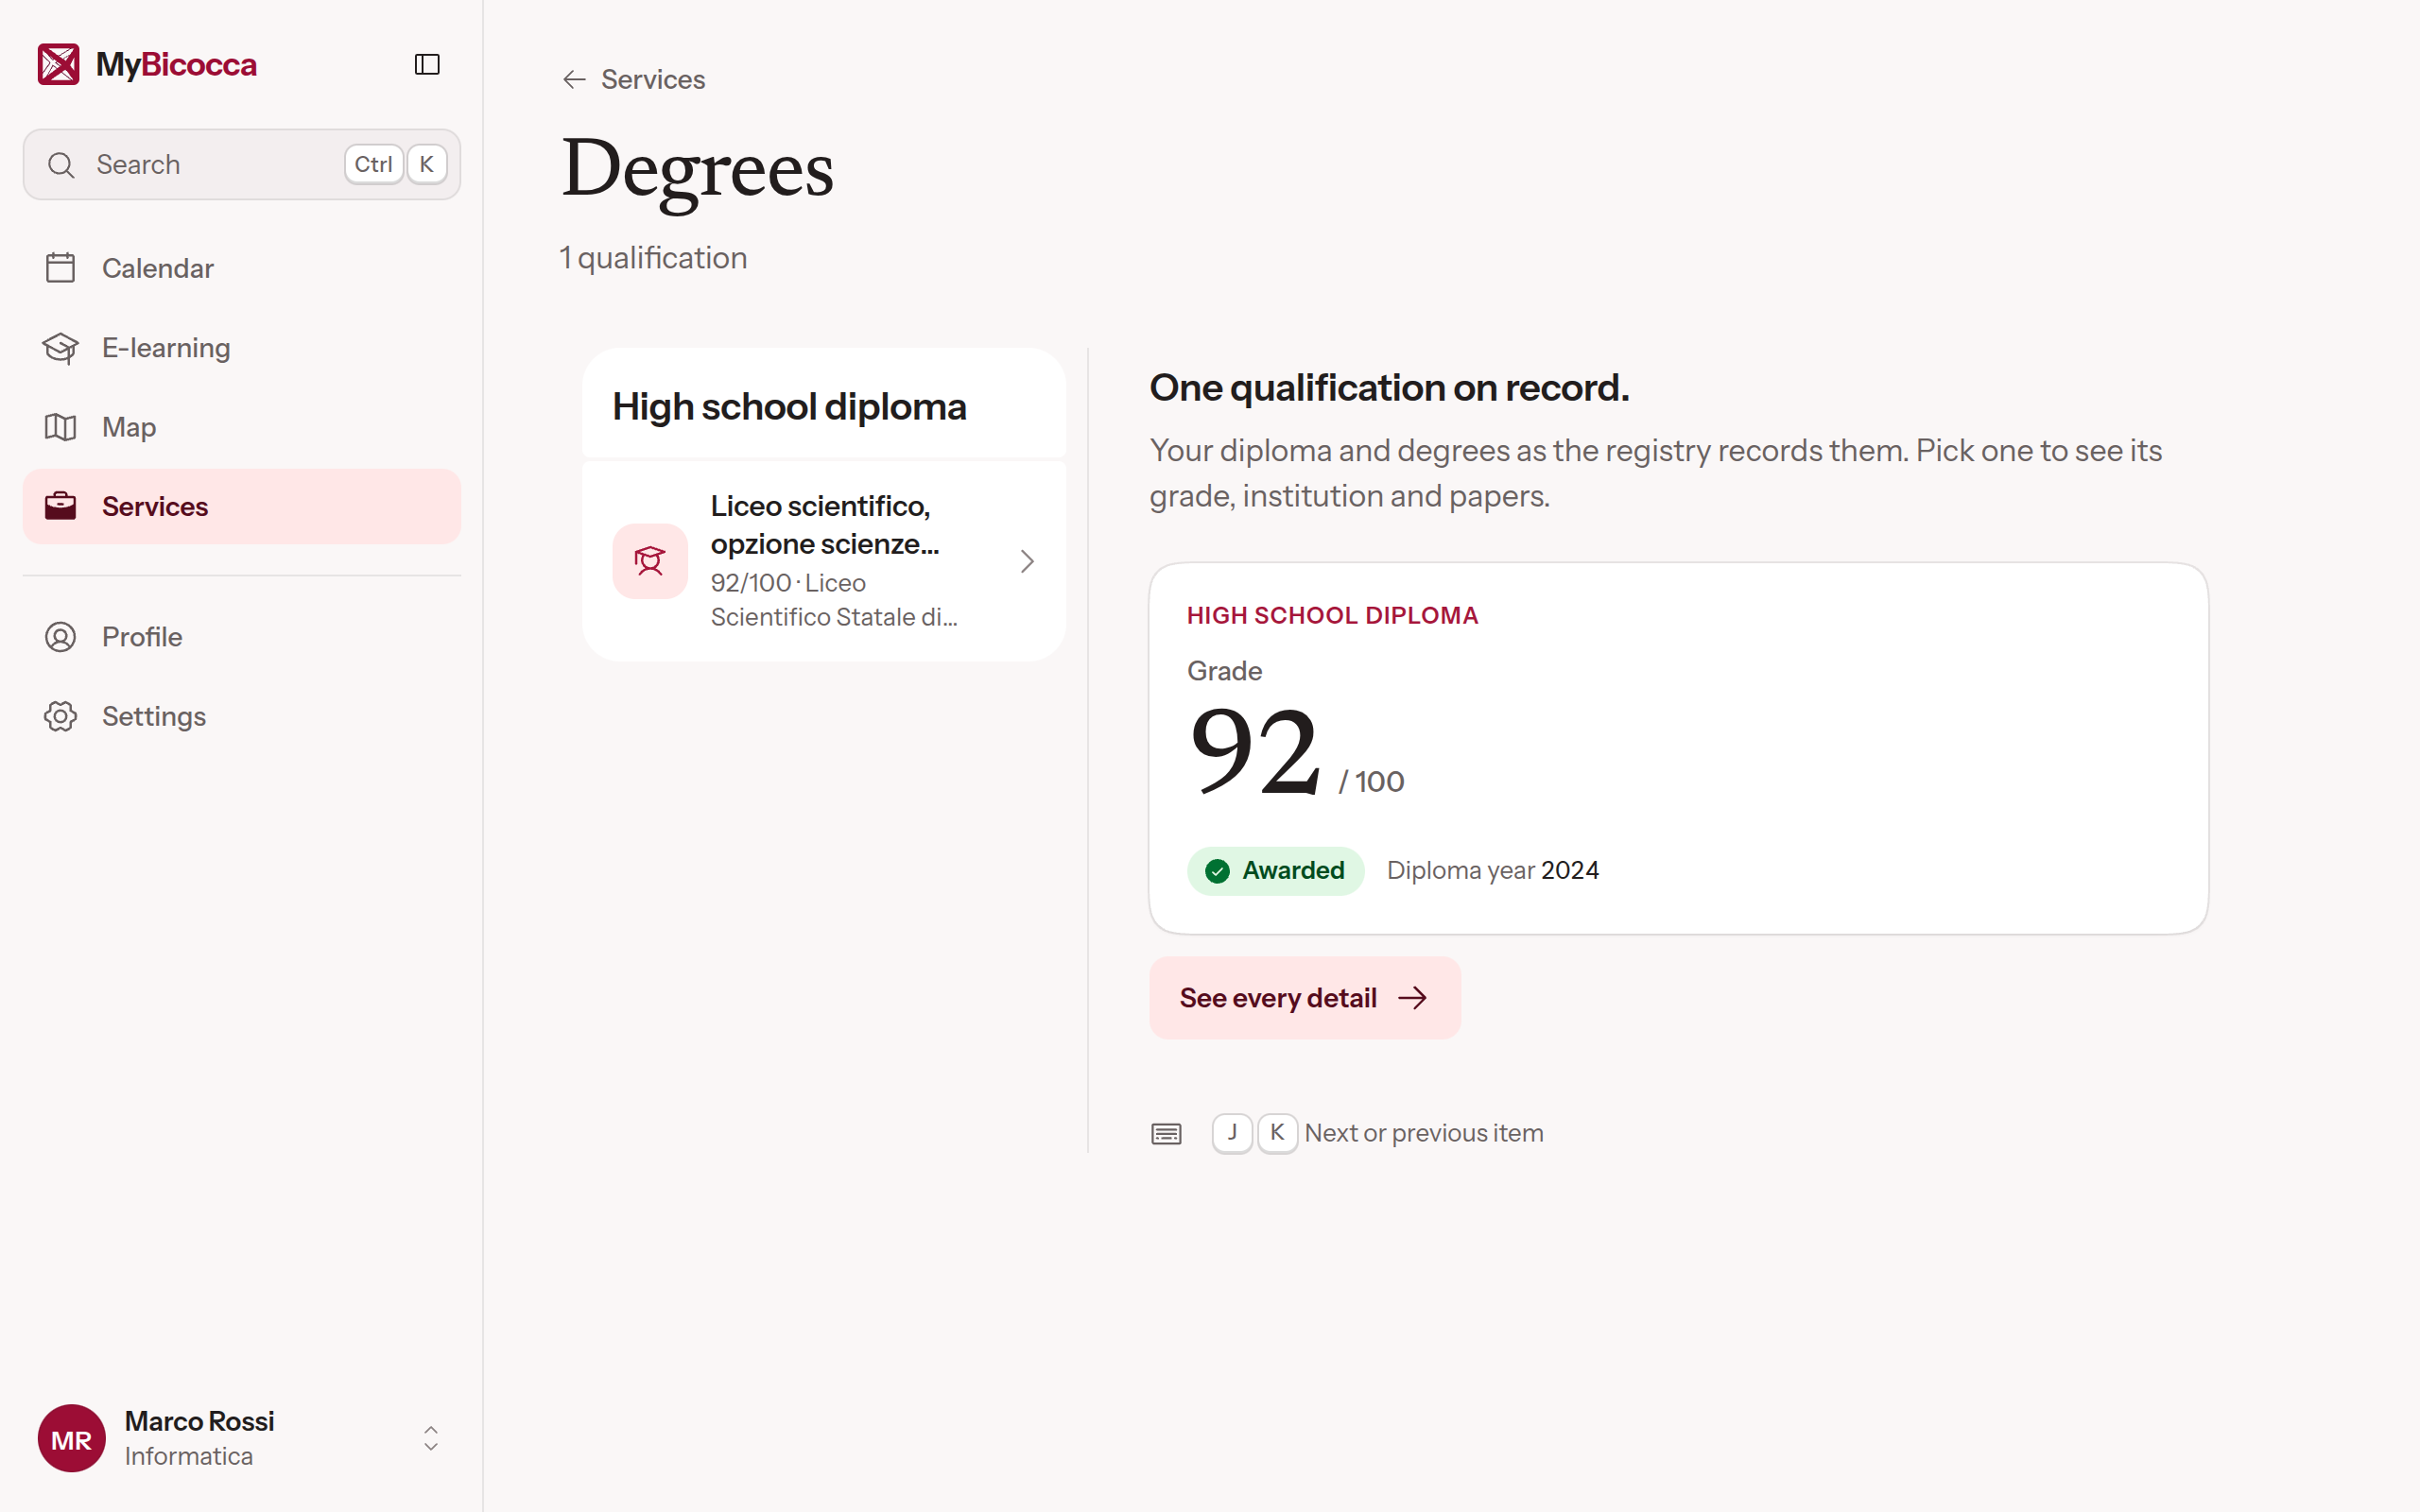 MyBicocca
Search Ctrl K
Calendar
E-learning
Map
Services
Profile
Settings
MR
Marco Rossi
Informatica
Services
Degrees
1 qualification
High school diploma
Liceo scientifico,
opzione scienze...
92/100 · Liceo
Scientifico Statale di...
One qualification on record.
Your diploma and degrees as the registry records them. Pick one to see its
grade, institution and papers.
HIGH SCHOOL DIPLOMA
Grade
92 / 100
Awarded Diploma year 2024
See every detail
J K Next or previous item